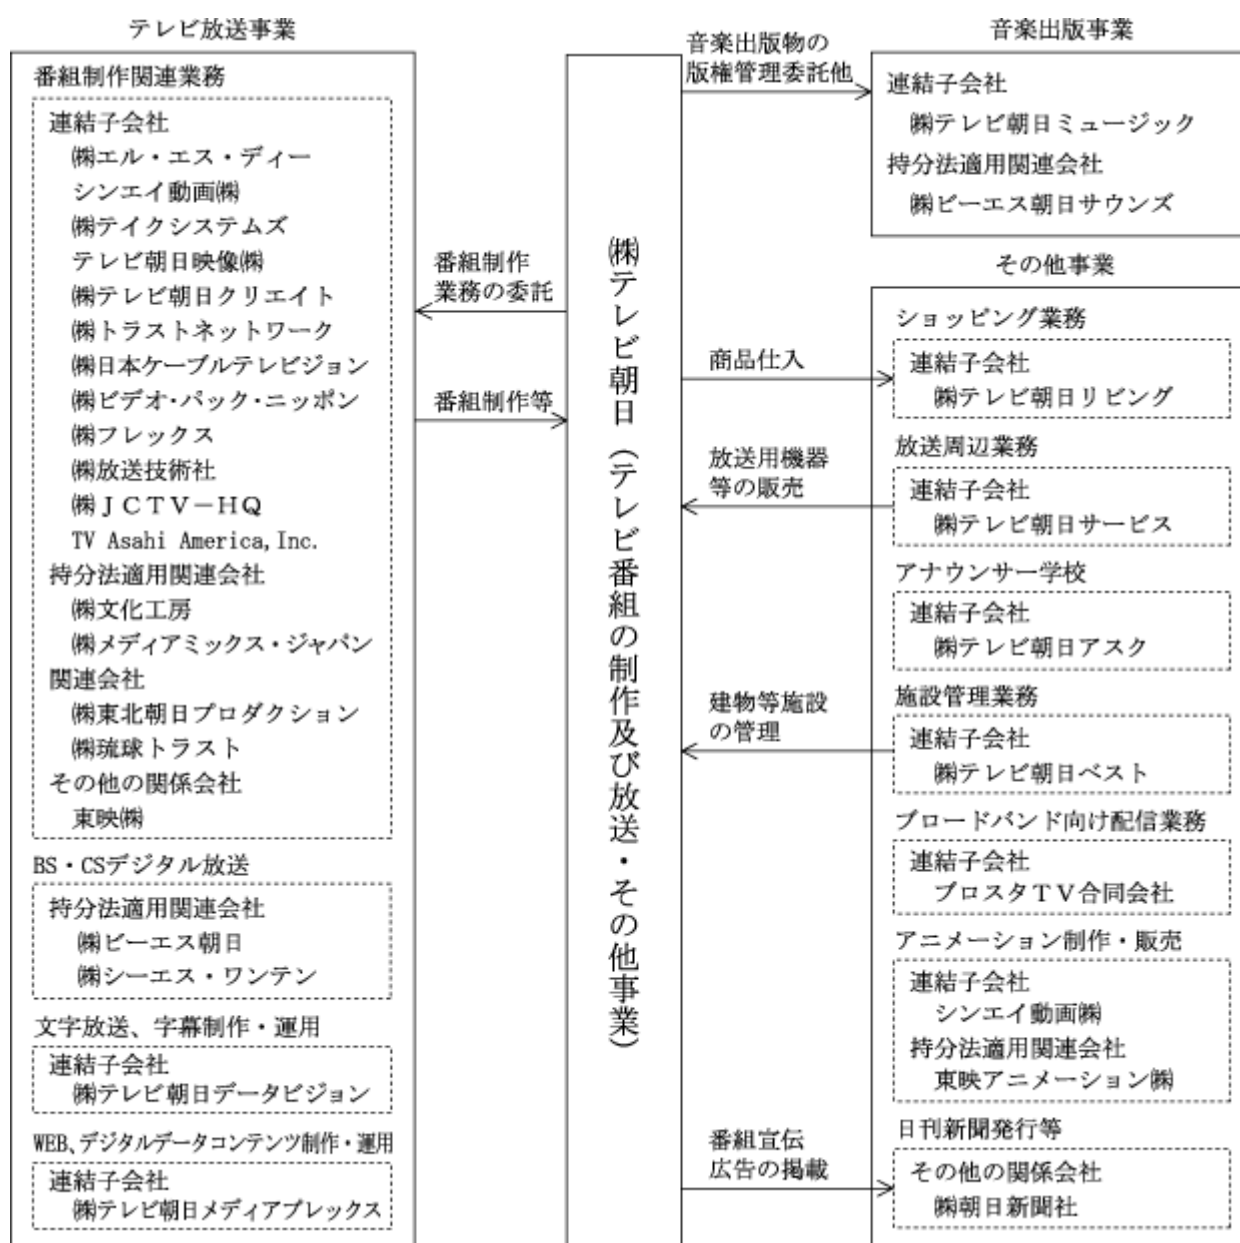 テレビ放送事業
番組制作関連業務
連結子会社
㈱エル・エス・ディー
シンエイ動画㈱
㈱テイクシステムズ
テレビ朝日映像㈱
㈱テレビ朝日クリエイト
㈱トラストネットワーク
㈱日本ケーブルテレビジョン
㈱ビデオ・パック・ニッポン
㈱フレックス
㈱放送技術社
㈱ＪＣＴＶ－ＨＱ
TV Asahi America,Inc.
持分法適用関連会社
㈱文化工房
㈱メディアミックス・ジャパン
関連会社
㈱東北朝日プロダクション
㈱琉球トラスト
その他の関係会社
東映㈱
BS・CSデジタル放送
持分法適用関連会社
㈱ビーエス朝日
㈱シーエス・ワンテン
文字放送、字幕制作・運用
連結子会社
㈱テレビ朝日データビジョン
WEB、デジタルデータコンテンツ制作・運用
連結子会社
㈱テレビ朝日メディアプレックス
番組制作
業務の委託
番組制作等
㈱テレビ朝日（テレビ番組の制作及び放送・その他事業）
音楽出版物の
版権管理委託他
商品仕入
放送用機器
等の販売
建物等施設
の管理
番組宣伝
広告の掲載
音楽出版事業
連結子会社
㈱テレビ朝日ミュージック
持分法適用関連会社
㈱ビーエス朝日サウンズ
その他事業
ショッピング業務
連結子会社
㈱テレビ朝日リビング
放送周辺業務
連結子会社
㈱テレビ朝日サービス
アナウンサー学校
連結子会社
㈱テレビ朝日アスク
施設管理業務
連結子会社
㈱テレビ朝日ベスト
ブロードバンド向け配信業務
連結子会社
ブロスタＴＶ合同会社
アニメーション制作・販売
連結子会社
シンエイ動画㈱
持分法適用関連会社
東映アニメーション㈱
日刊新聞発行等
その他の関係会社
㈱朝日新聞社